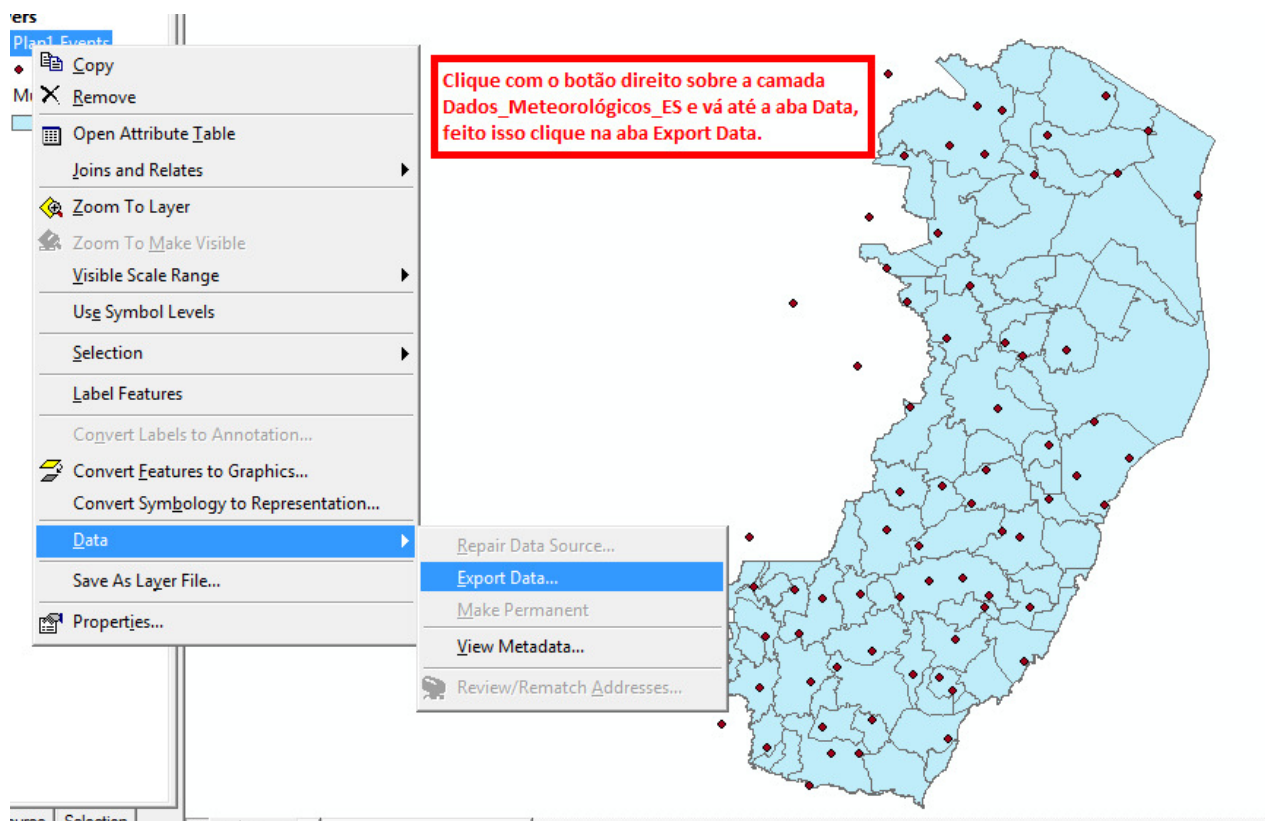 Plan1 Events
Copy
Remove
Open Attribute Table
Joins and Relates
Zoom To Layer
Zoom To Make Visible
Visible Scale Range
Use Symbol Levels
Selection
Label Features
Convert Labels to Annotation...
Convert Features to Graphics...
Convert Symbology to Representation...
Data
Save As Layer File...
Properties...
Repair Data Source...
Export Data...
Make Permanent
View Metadata...
Review/Rematch Addresses...
Clique com o botão direito sobre a camada
Dados_Meteorológicos_ES e vá até a aba Data,
feito isso clique na aba Export Data.
Selection